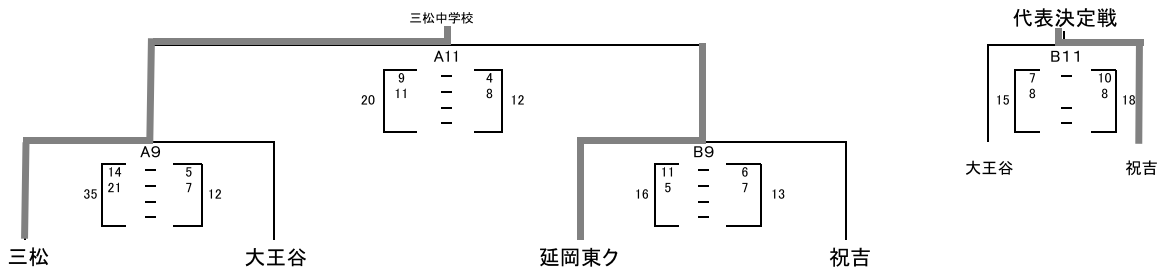 三松中学校
代表決定戦
A11
9 － 4
20 11 － 8 12
－
－
B11
7 － 10
15 8 8 18
－
－
大王谷 祝吉
A9
14 － 5
35 21 － 7 12
－
－
B9
11 － 6
16 5 － 7 13
－
－
三松 大王谷 延岡東ク 祝吉